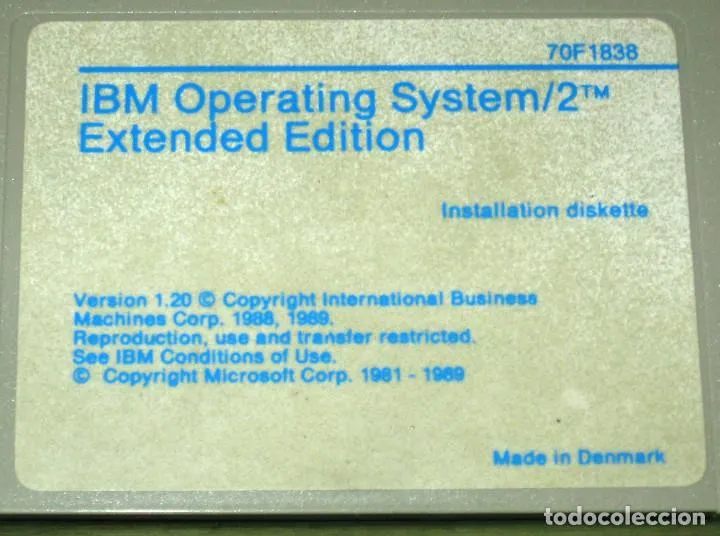 70F1838
IBM Operating System/2™
Extended Edition
Installation diskette
Version 1.20 © Copyright International Business
Machines Corp. 1988, 1989.
Reproduction, use and transfer restricted.
See IBM Conditions of Use.
© Copyright Microsoft Corp. 1981 - 1989
Made in Denmark
todocoleccion